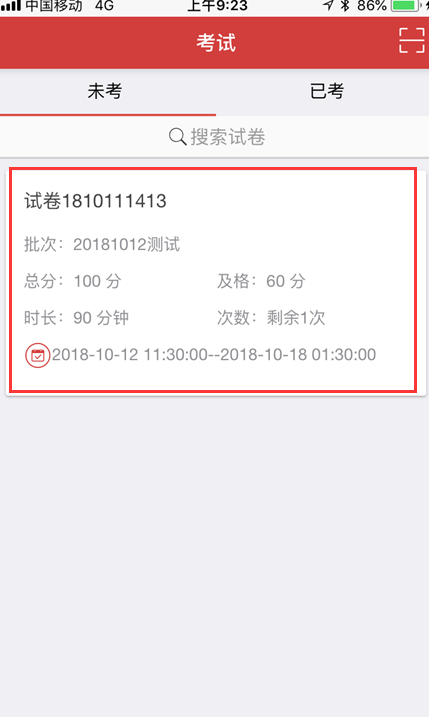 中国移动 4G 上午9:23 86%
考试
未考 已考
搜索试卷
试卷1810111413
批次：20181012测试
总分：100 分 及格：60 分
时长：90 分钟 次数：剩余1次
2018-10-12 11:30:00--2018-10-18 01:30:00